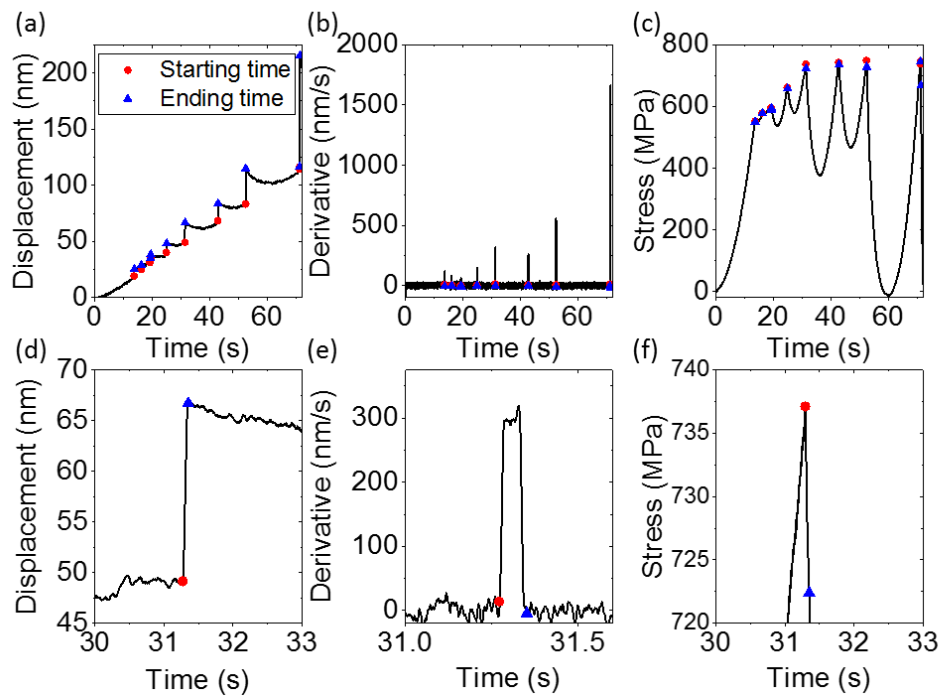 (a)
Displacement (nm)
200
150
100
50
0
Starting time
Ending time
0 20 40 60
Time (s)
(b)
Derivative (nm/s)
2000
1500
1000
500
0
0 20 40 60
Time (s)
(c)
Stress (MPa)
800
600
400
200
0
0 20 40 60
Time (s)
(d)
Displacement (nm)
70
65
60
55
50
45
30 31 32 33
Time (s)
(e)
Derivative (nm/s)
300
200
100
0
31.0 31.5
Time (s)
(f)
Stress (MPa)
740
735
730
725
720
30 31 32 33
Time (s)